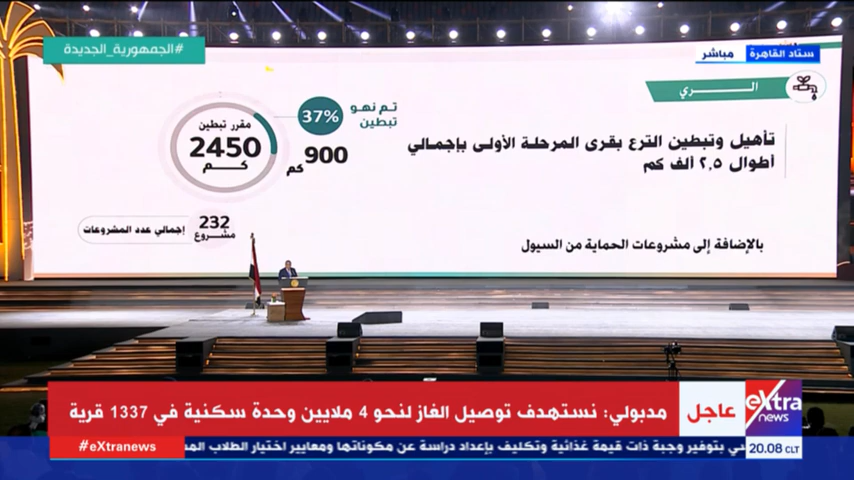 #الجمهورية_الجديدة
ستاد القاهرة
مباشر
الـــــري
تأهيل وتبطين الترع بقرى المرحلة الأولى بإجمالي
أطوال ٢,٥ ألف كم
تم نهو
تبطين
37%
900
كم
مقرر تبطين
2450
كــم
232
مشروع
إجمالي عدد المشروعات
بالإضافة إلى مشروعات الحماية من السيول
عاجل
مدبولي: نستهدف توصيل الغاز لنحو 4 ملايين وحدة سكنية في 1337 قرية
eXtra
news
#eXtranews
بتوفير وجبة ذات قيمة غذائية وتكليف بإعداد دراسة عن مكوناتها ومعايير اختيار الطلاب
20.08 CLT